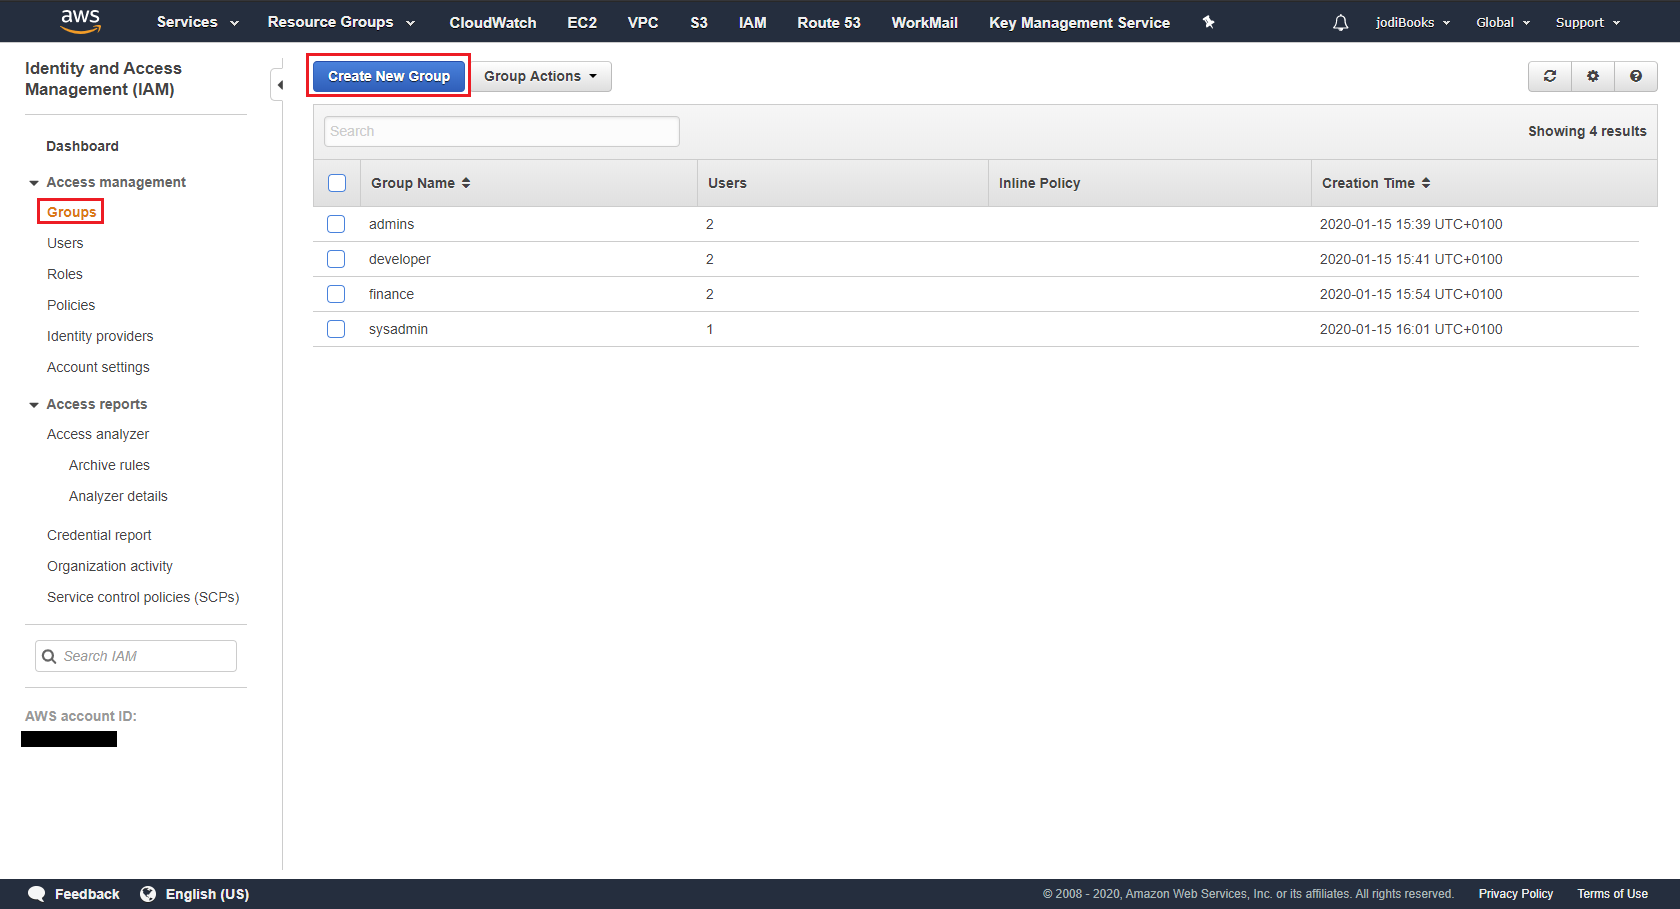 aws Services Resource Groups CloudWatch EC2 VPC S3 IAM Route 53 WorkMail Key Management Service jodiBooks Global Support
Identity and Access
Management (IAM)
Dashboard
Access management
Groups
Users
Roles
Policies
Identity providers
Account settings
Access reports
Access analyzer
Archive rules
Analyzer details
Credential report
Organization activity
Service control policies (SCPs)
Search IAM
AWS account ID:
Create New Group Group Actions
Search Showing 4 results
Group Name Users Inline Policy Creation Time
admins 2 2020-01-15 15:39 UTC+0100
developer 2 2020-01-15 15:41 UTC+0100
finance 2 2020-01-15 15:54 UTC+0100
sysadmin 1 2020-01-15 16:01 UTC+0100
Feedback English (US) © 2008 - 2020, Amazon Web Services, Inc. or its affiliates. All rights reserved. Privacy Policy Terms of Use